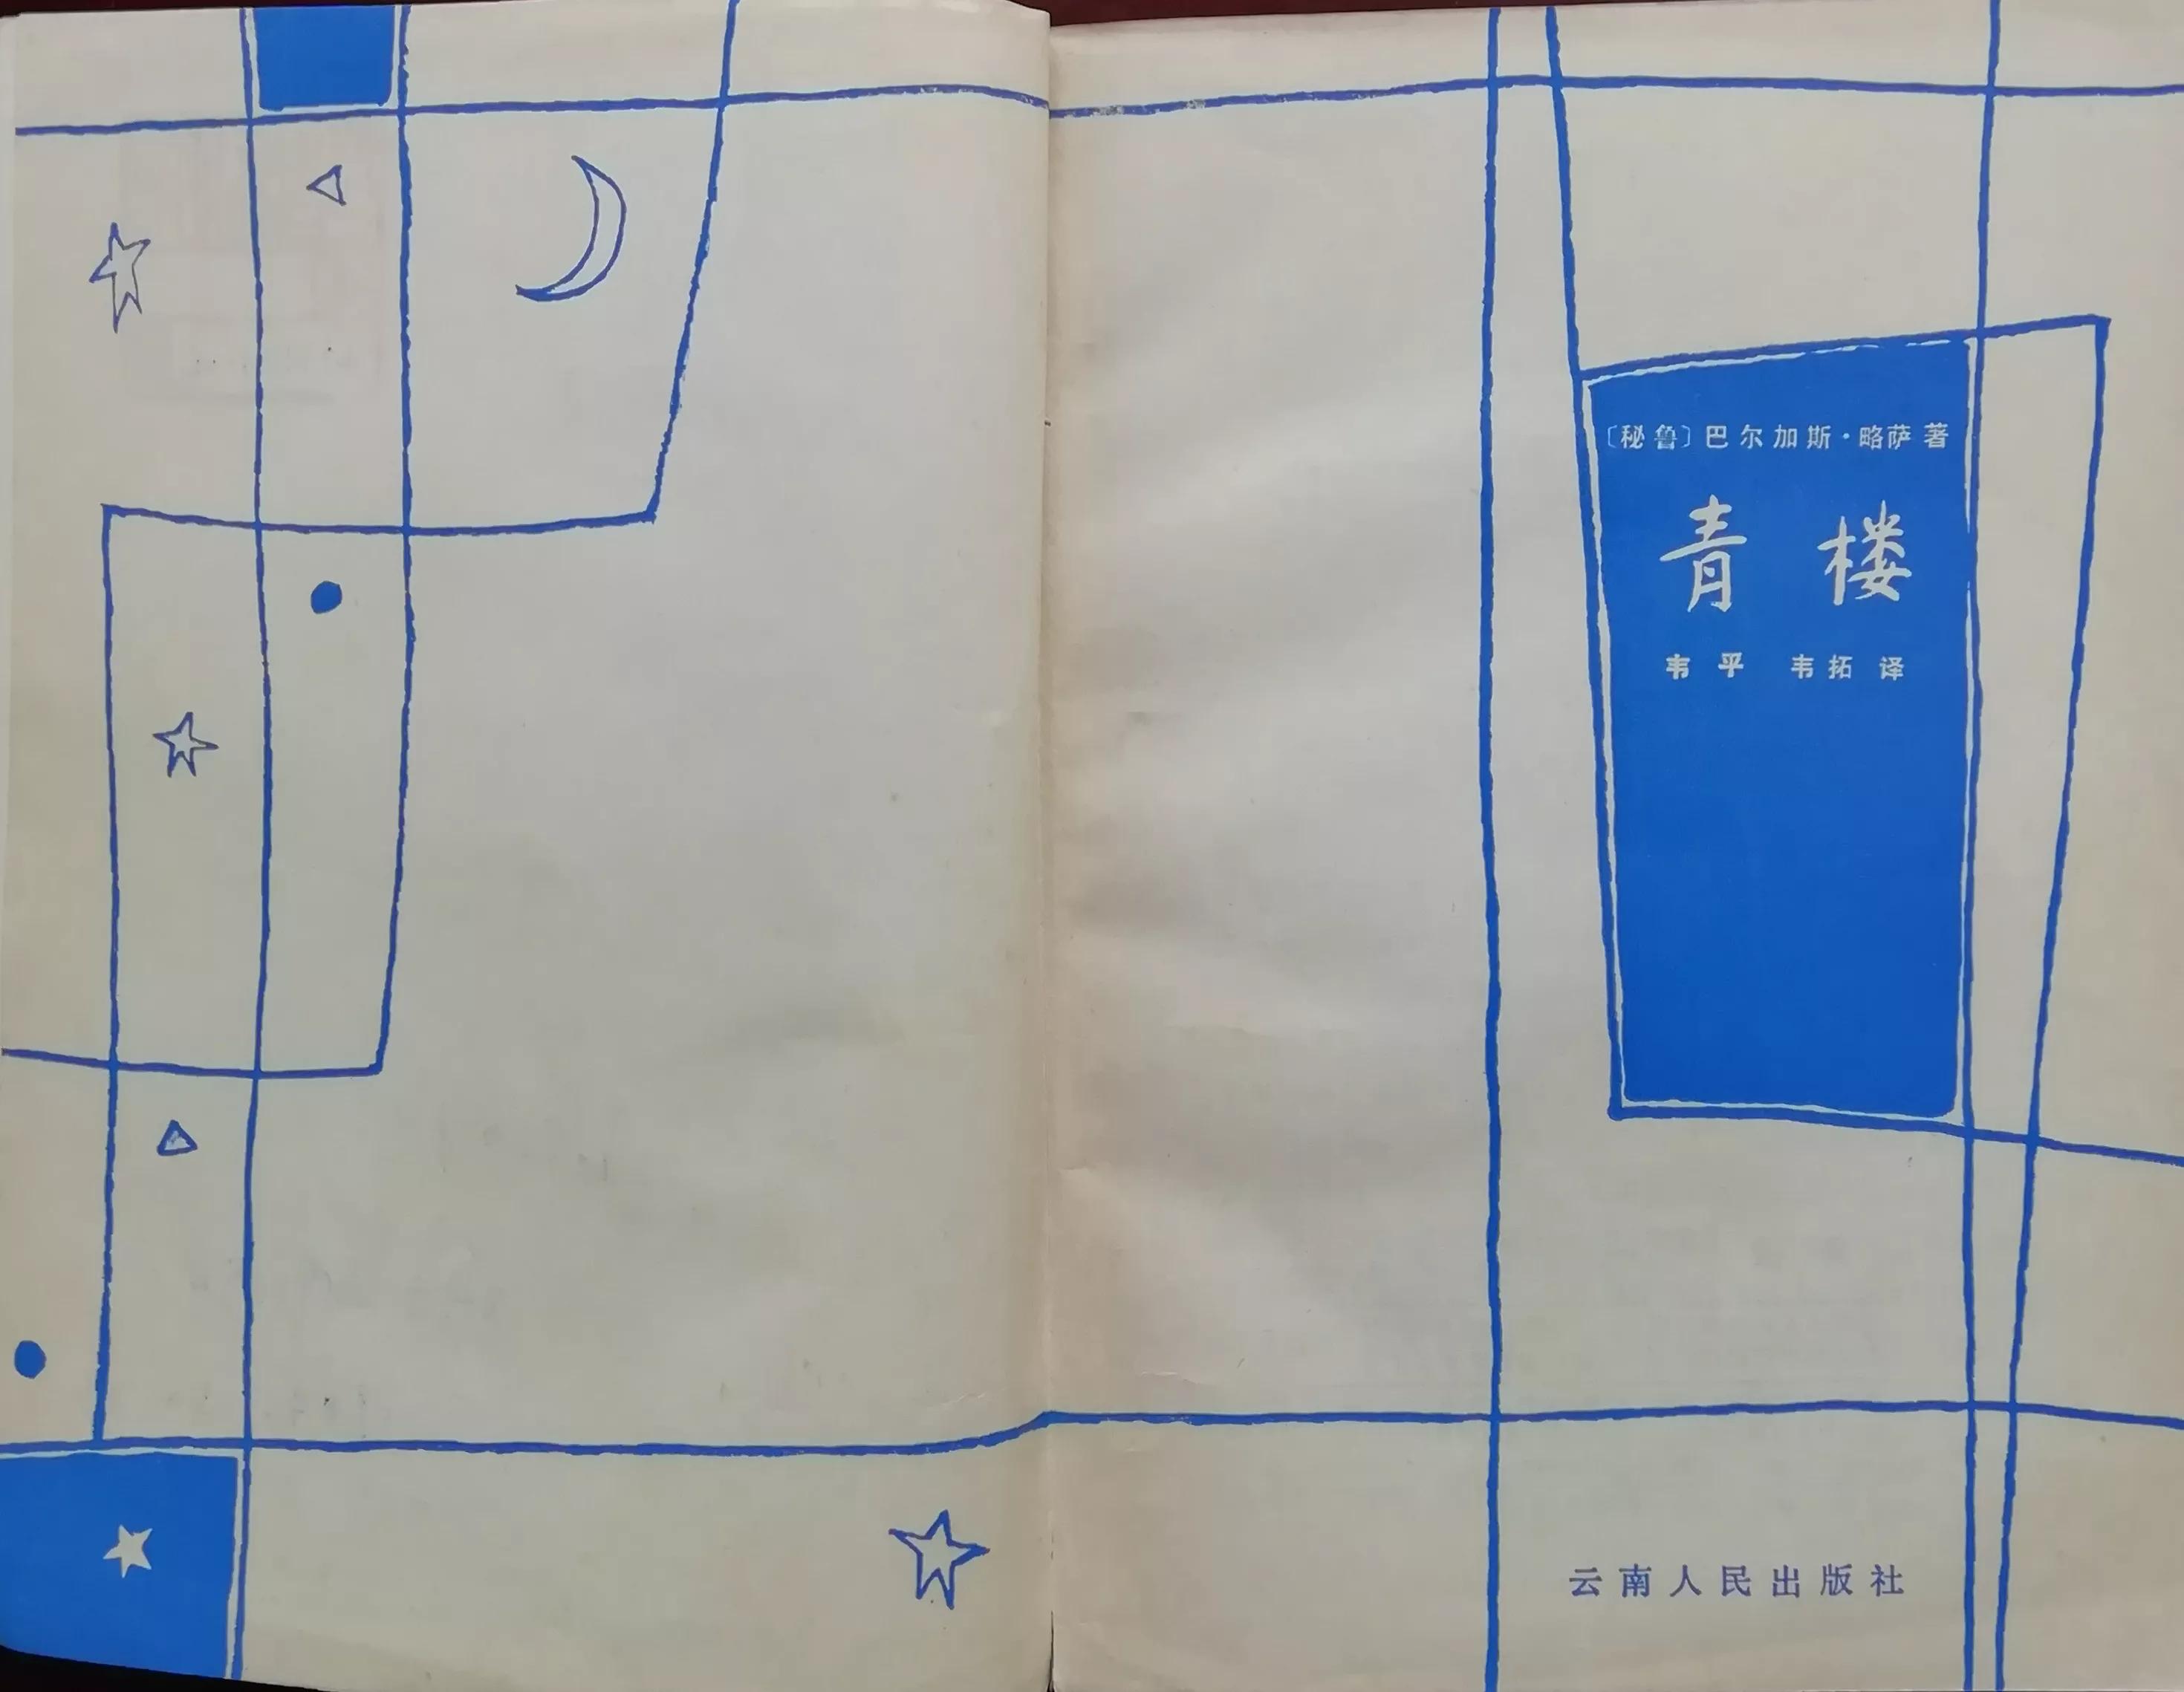 〔秘鲁〕巴尔加斯·略萨著
青楼
韦平 韦拓 译
云南人民出版社